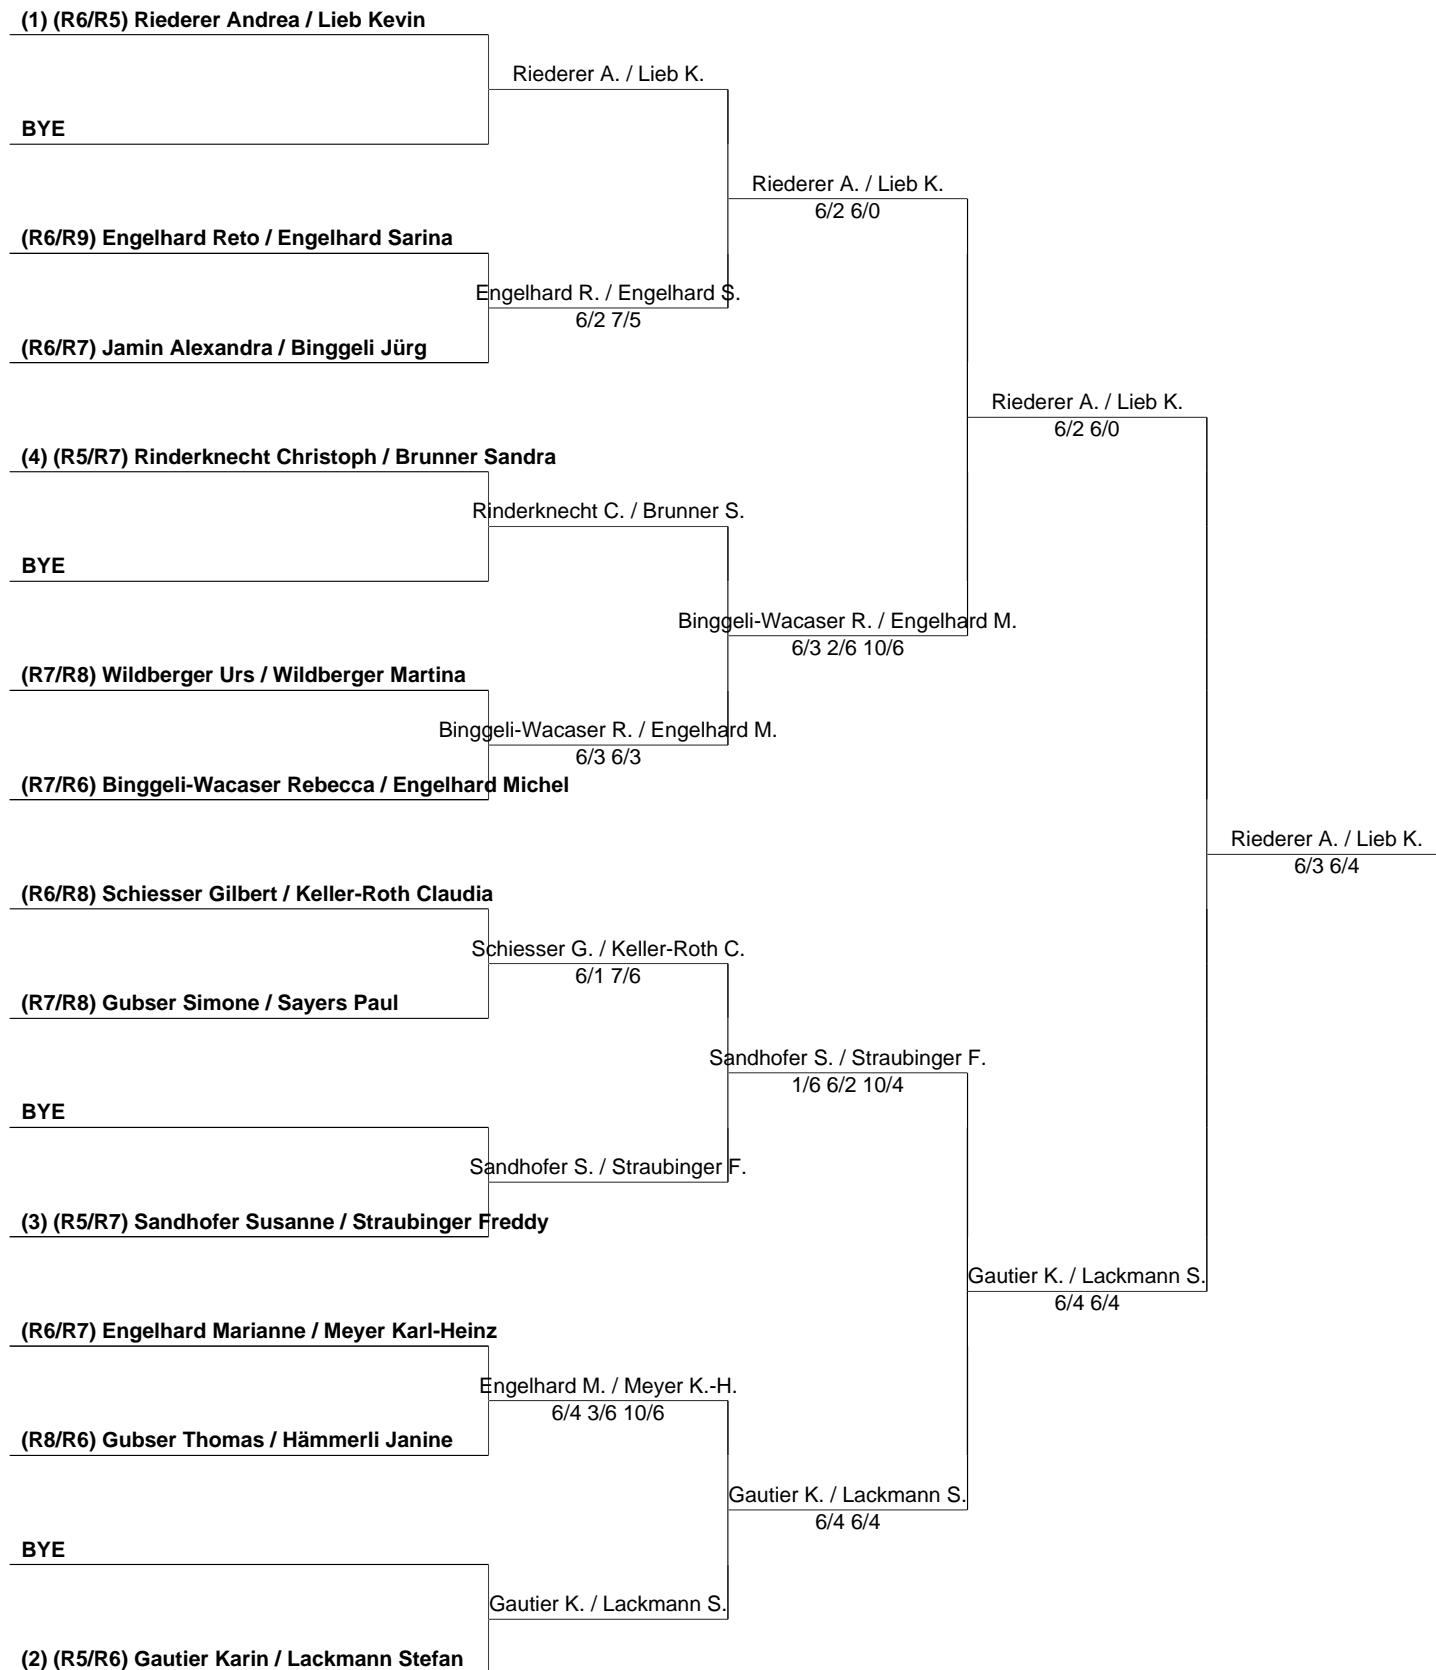 (1) (R6/R5) Riederer Andrea / Lieb Kevin
Riederer A. / Lieb K.
BYE
Riederer A. / Lieb K.
6/2 6/0
(R6/R9) Engelhard Reto / Engelhard Sarina
Engelhard R. / Engelhard S.
6/2 7/5
(R6/R7) Jamin Alexandra / Binggeli Jürg
Riederer A. / Lieb K.
6/2 6/0
(4) (R5/R7) Rinderknecht Christoph / Brunner Sandra
Rinderknecht C. / Brunner S.
BYE
Binggeli-Wacaser R. / Engelhard M.
6/3 2/6 10/6
(R7/R8) Wildberger Urs / Wildberger Martina
Binggeli-Wacaser R. / Engelhard M.
6/3 6/3
(R7/R6) Binggeli-Wacaser Rebecca / Engelhard Michel
Riederer A. / Lieb K.
6/3 6/4
(R6/R8) Schiesser Gilbert / Keller-Roth Claudia
Schiesser G. / Keller-Roth C.
6/1 7/6
(R7/R8) Gubser Simone / Sayers Paul
Sandhofer S. / Straubinger F.
1/6 6/2 10/4
BYE
Sandhofer S. / Straubinger F.
(3) (R5/R7) Sandhofer Susanne / Straubinger Freddy
Gautier K. / Lackmann S.
6/4 6/4
(R6/R7) Engelhard Marianne / Meyer Karl-Heinz
Engelhard M. / Meyer K.-H.
6/4 3/6 10/6
(R8/R6) Gubser Thomas / Hämmerli Janine
Gautier K. / Lackmann S.
6/4 6/4
BYE
Gautier K. / Lackmann S.
(2) (R5/R6) Gautier Karin / Lackmann Stefan